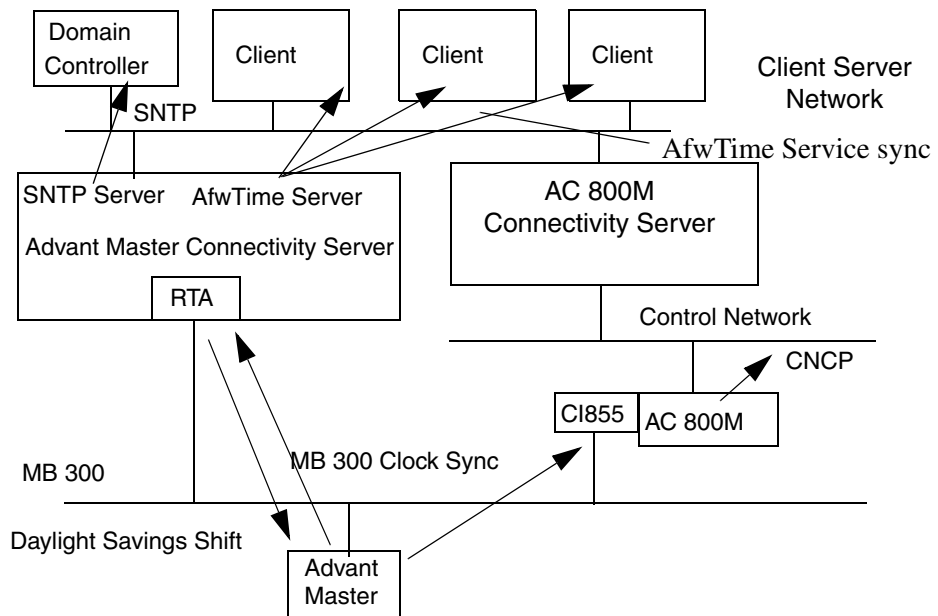 Domain
Controller
Client
Client
Client
Client Server
Network
SNTP
AfwTime Service sync
SNTP Server
AfwTime Server
Advant Master Connectivity Server
RTA
AC 800M
Connectivity Server
Control Network
CNCP
CI855
AC 800M
MB 300
MB 300 Clock Sync
Daylight Savings Shift
Advant
Master